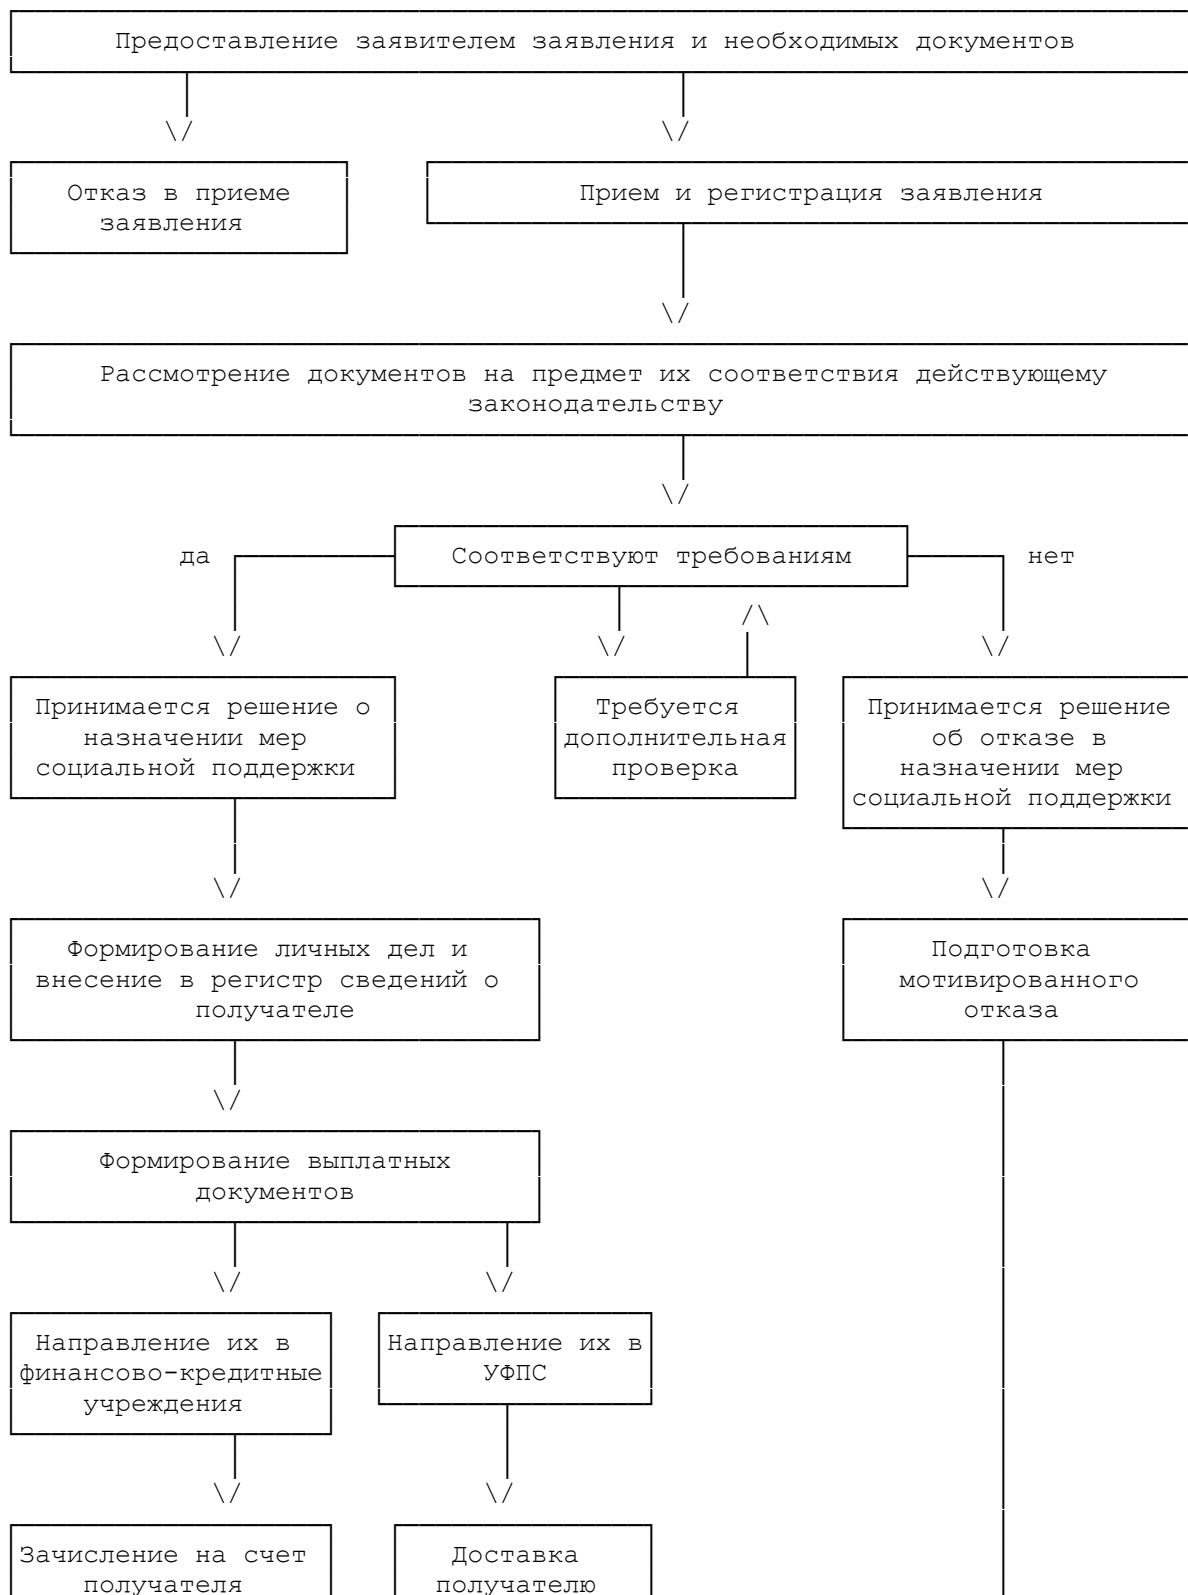 Предоставление заявителем заявления и необходимых документов
Отказ в приеме
заявления
Прием и регистрация заявления
Рассмотрение документов на предмет их соответствия действующему
законодательству
да
Соответствуют требованиям
нет
Принимается решение о
назначении мер
социальной поддержки
Требуется
дополнительная
проверка
Принимается решение
об отказе в
назначении мер
социальной поддержки
Формирование личных дел и
внесение в регистр сведений о
получателе
Подготовка
мотивированного
отказа
Формирование выплатных
документов
Направление их в
финансово-кредитные
учреждения
Направление их в
УФПС
Зачисление на счет
получателя
Доставка
получателю